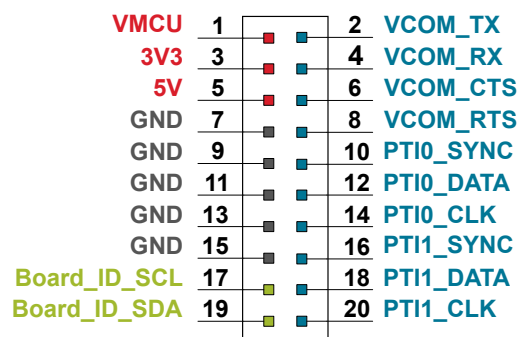 VMCU 1 2 VCOM_TX
3V3 3 4 VCOM_RX
5V 5 6 VCOM_CTS
GND 7 8 VCOM_RTS
GND 9 10 PTI0_SYNC
GND 11 12 PTI0_DATA
GND 13 14 PTI0_CLK
GND 15 16 PTI1_SYNC
Board_ID_SCL 17 18 PTI1_DATA
Board_ID_SDA 19 20 PTI1_CLK